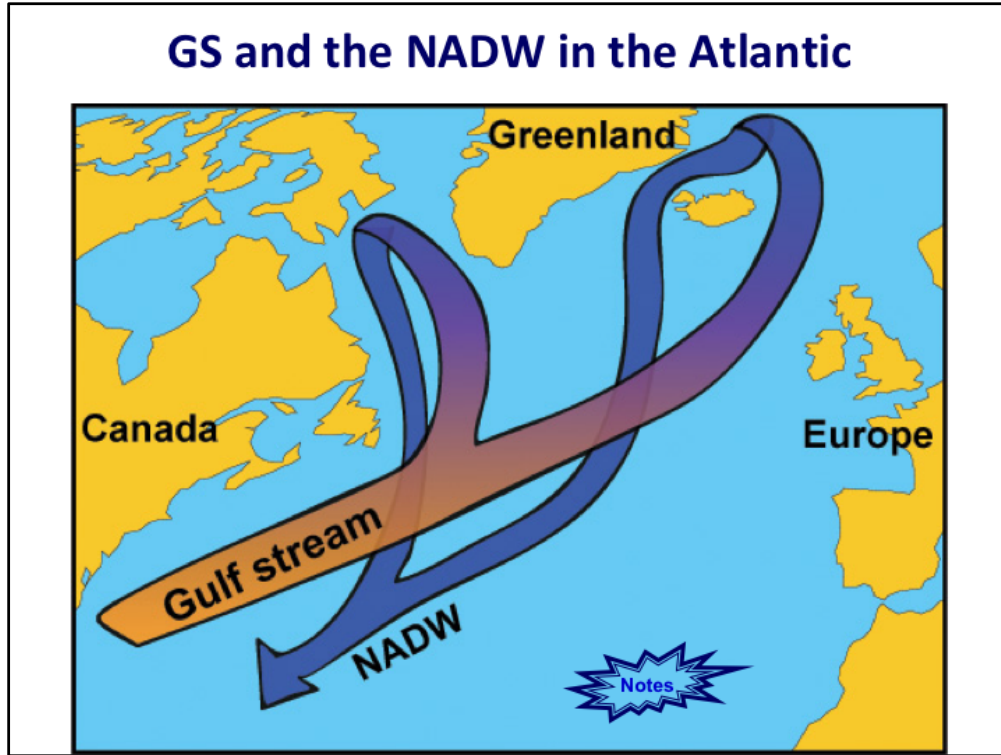 GS and the NADW in the Atlantic
Greenland
Canada
Europe
Gulf stream
NADW
Notes